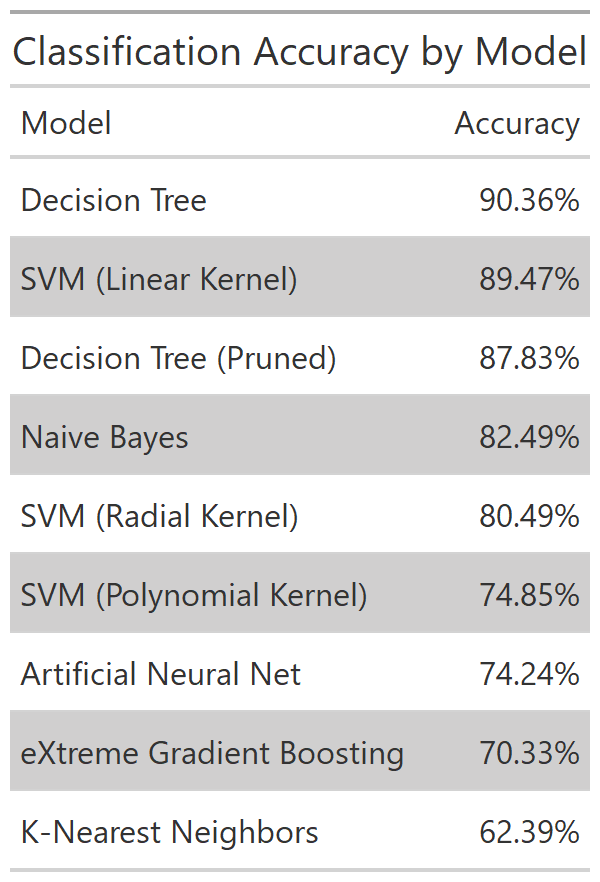 Classification Accuracy by Model
Model Accuracy
Decision Tree 90.36%
SVM (Linear Kernel) 89.47%
Decision Tree (Pruned) 87.83%
Naive Bayes 82.49%
SVM (Radial Kernel) 80.49%
SVM (Polynomial Kernel) 74.85%
Artificial Neural Net 74.24%
eXtreme Gradient Boosting 70.33%
K-Nearest Neighbors 62.39%